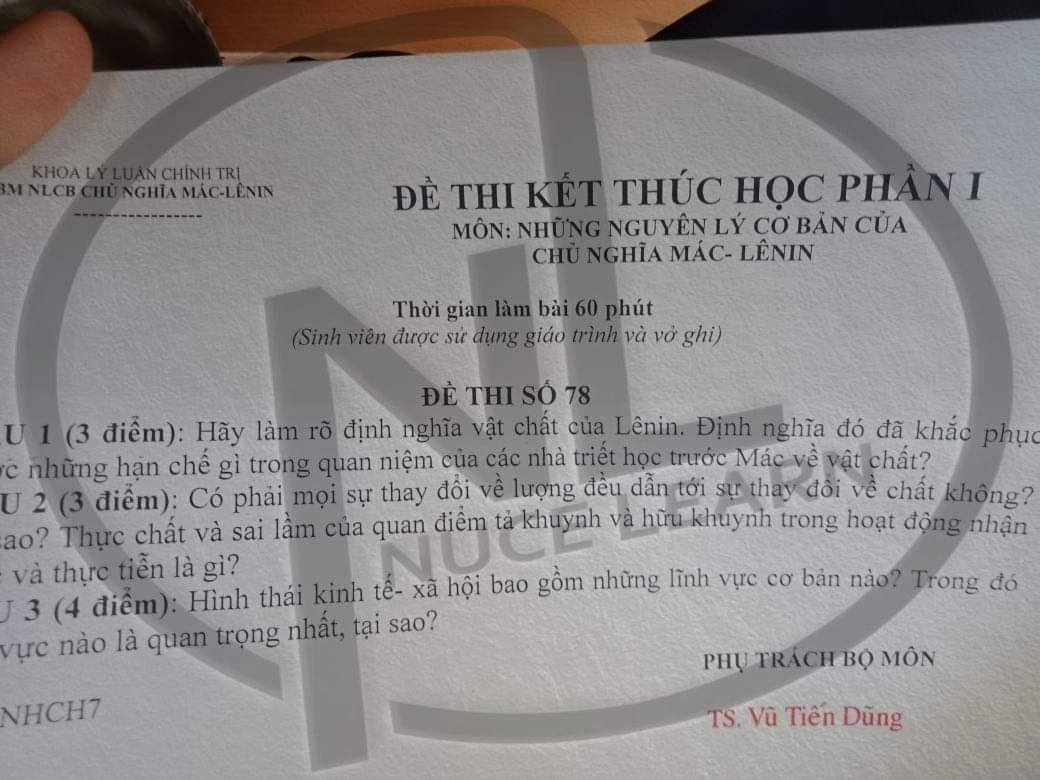 KHOA LÝ LUẬN CHÍNH TRỊ
BM NLCB CHỦ NGHĨA MÁC-LÊNIN
-----------------
ĐỀ THI KẾT THÚC HỌC PHẦN I
MÔN: NHỮNG NGUYÊN LÝ CƠ BẢN CỦA
CHỦ NGHĨA MÁC- LÊNIN
Thời gian làm bài 60 phút
(Sinh viên được sử dụng giáo trình và vở ghi)
ĐỀ THI SỐ 78
U 1 (3 điểm): Hãy làm rõ định nghĩa vật chất của Lênin. Định nghĩa đó đã khắc phục
những hạn chế gì trong quan niệm của các nhà triết học trước Mác về vật chất?
U 2 (3 điểm): Có phải mọi sự thay đổi về lượng đều dẫn tới sự thay đổi về chất không?
sao? Thực chất và sai lầm của quan điểm tả khuynh và hữu khuynh trong hoạt động nhận
và thực tiễn là gì?
U 3 (4 điểm): Hình thái kinh tế- xã hội bao gồm những lĩnh vực cơ bản nào? Trong đó
vực nào là quan trọng nhất, tại sao?
PHỤ TRÁCH BỘ MÔN
NHCH7
TS. Vũ Tiến Dũng
NL
NUCE LEARN